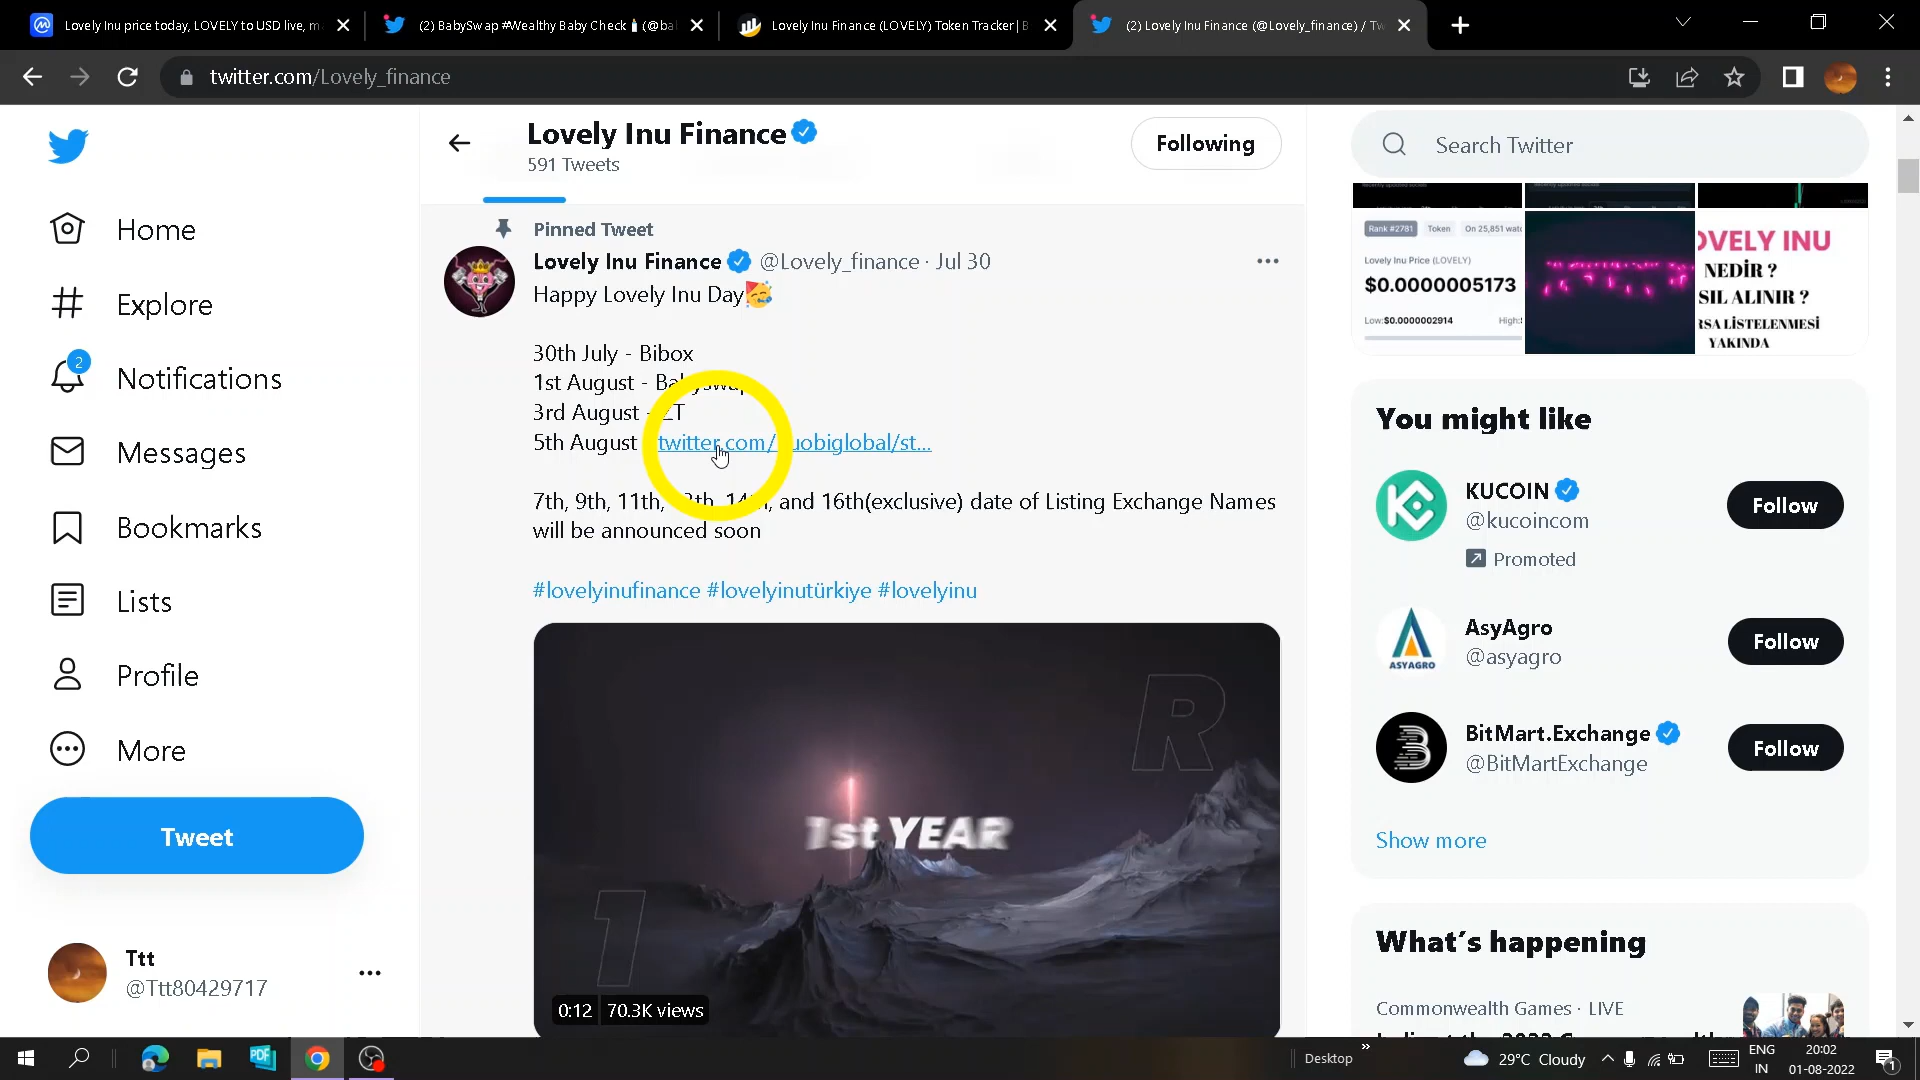 Lovely Inu price today, LOVELY to USD live, m
(2) BabySwap #Wealthy Baby Check 🍼 (@bab
Lovely Inu Finance (LOVELY) Token Tracker | B
(2) Lovely Inu Finance (@Lovely_finance) / Tw
twitter.com/Lovely_finance
Home
Explore
2
Notifications
Messages
Bookmarks
Lists
Profile
More
Tweet
Ttt
@Ttt80429717
Lovely Inu Finance
591 Tweets
Following
Pinned Tweet
Lovely Inu Finance @Lovely_finance · Jul 30
Happy Lovely Inu Day🥳
30th July - Bibox
1st August - Babyswap
3rd August - ZT
5th August twitter.com/huobiglobal/st...
7th, 9th, 11th, 13th, 14th, and 16th(exclusive) date of Listing Exchange Names
will be announced soon
#lovelyinufinance #lovelyinutürkiye #lovelyinu
R
1st YEAR
1
0:12
70.3K views
Search Twitter
Rank #2781 Token On 25,851 watc
Lovely Inu Price (LOVELY)
$0.0000005173
Low:$0.0000002914 High:
OVELY INU
NEDİR ?
SIL ALINIR ?
RSA LİSTELENMESİ
YAKINDA
You might like
KUCOIN
@kucoincom
Promoted
Follow
AsyAgro
@asyagro
ASYAGRO
Follow
BitMart.Exchange
@BitMartExchange
Follow
Show more
What's happening
Commonwealth Games · LIVE
PDF
Desktop
29°C Cloudy
ENG
IN
20:02
01-08-2022
1